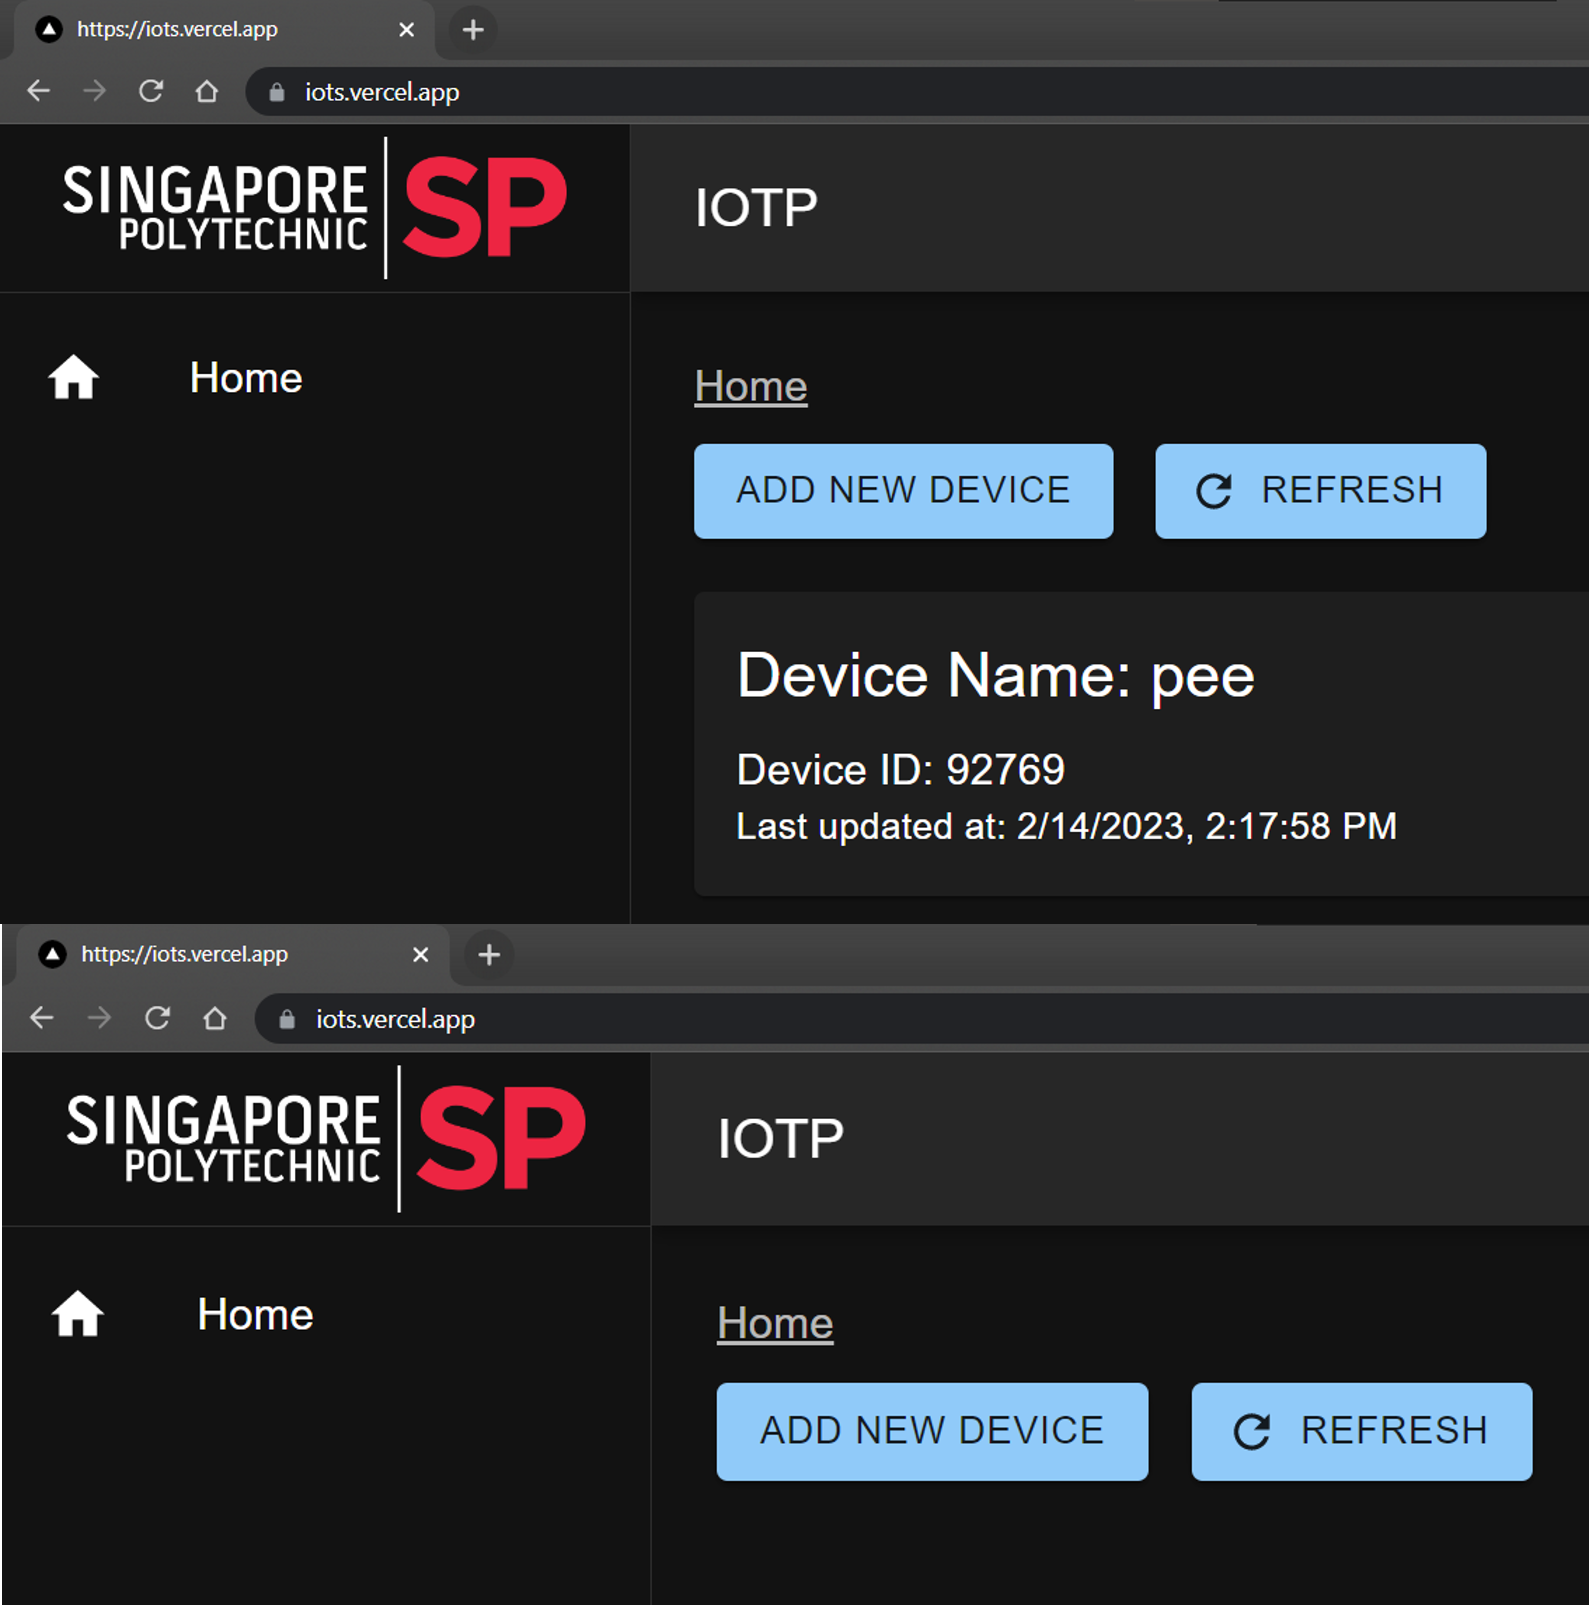 https://iots.vercel.app
iots.vercel.app
SINGAPORE
POLYTECHNIC
SP
IOTP
Home
Home
ADD NEW DEVICE
REFRESH
Device Name: pee
Device ID: 92769
Last updated at: 2/14/2023, 2:17:58 PM
https://iots.vercel.app
iots.vercel.app
SINGAPORE
POLYTECHNIC
SP
IOTP
Home
Home
ADD NEW DEVICE
REFRESH